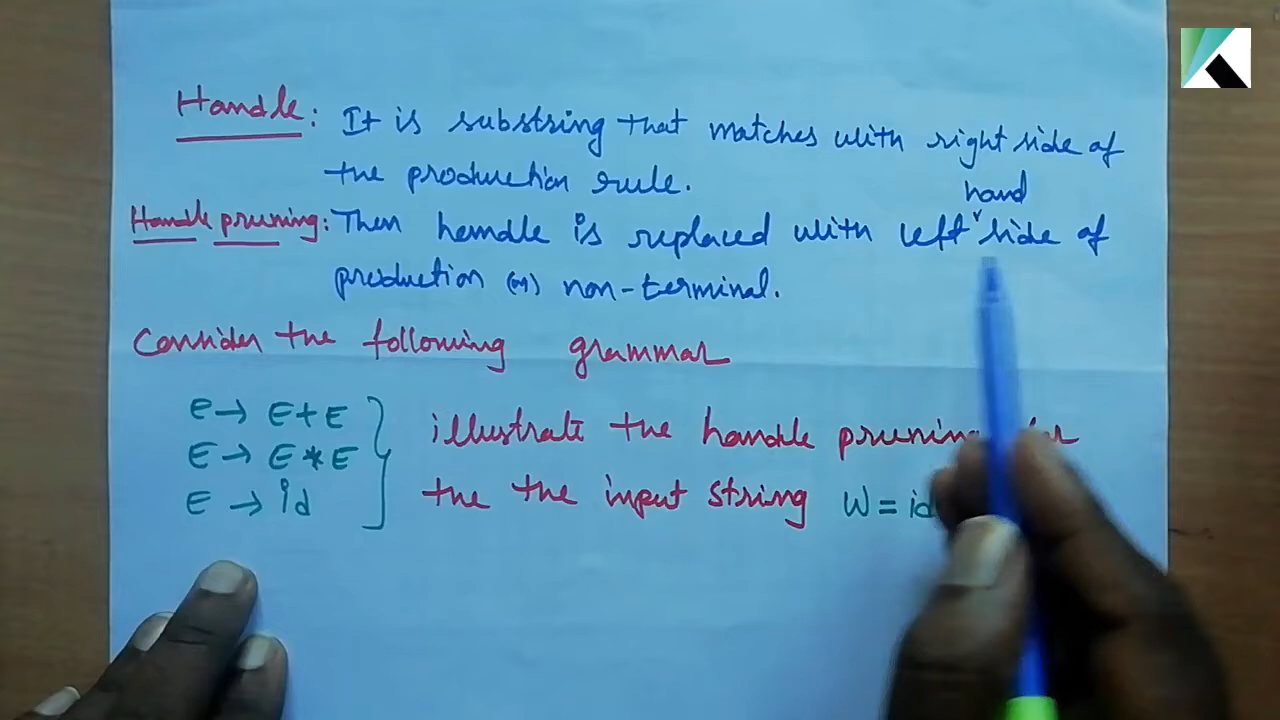 Handle: It is substring that matches with right side of
the production rule.
hand
Handle pruning: Then handle is replaced with left ˅ side of
production (or) non-terminal.
Consider the following grammar
e → E+E
E → E*E
E → id
illustrate the handle pruning
the the input string W = id